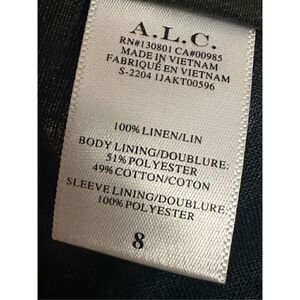 A.L.C.
RN#130801 CA#00985
MADE IN VIETNAM
FABRIQUÉ EN VIETNAM
S-2204 1JAKT00596
100% LINEN/LIN
BODY LINING/DOUBLURE:
51% POLYESTER
49% COTTON/COTON
SLEEVE LINING/DOUBLURE:
100% POLYESTER
8